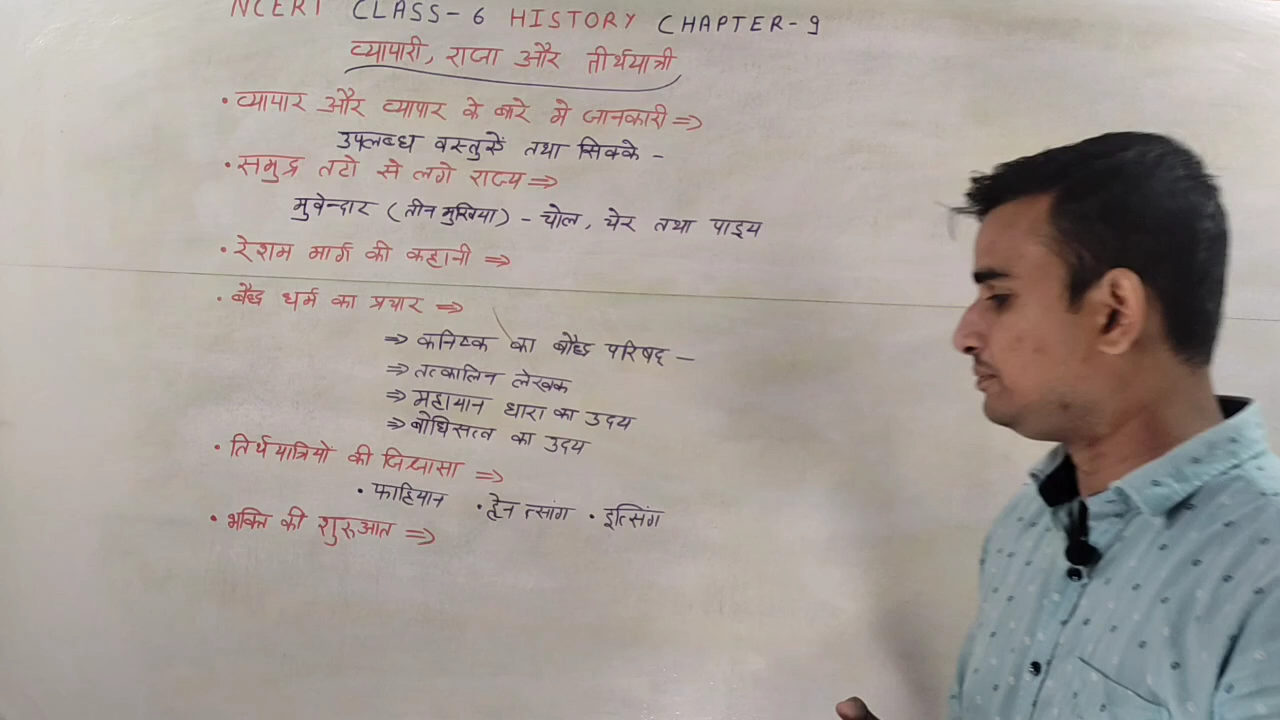 NCERT CLASS-6 HISTORY CHAPTER-9
व्यापारी, राजा और तीर्थयात्री
• व्यापार और व्यापार के बारे मे जानकारी ⇒
उपलब्ध वस्तुएँ तथा सिक्के -
• समुद्र तटो से लगे राज्य ⇒
मुवेन्दार (तीन मुखिया) - चोल, चेर तथा पाड्य
• रेशम मार्ग की कहानी ⇒
• बौद्ध धर्म का प्रचार ⇒
⇒ कनिष्क का बौद्ध परिषद् -
⇒ तत्कालिन लेखक
⇒ महायान धारा का उदय
⇒ बोधिसत्व का उदय
• तिर्थयात्रियो की जिज्ञासा ⇒
• फाहियान • ह्वेन त्सांग • इत्सिंग
• भक्ति की शुरुआत ⇒